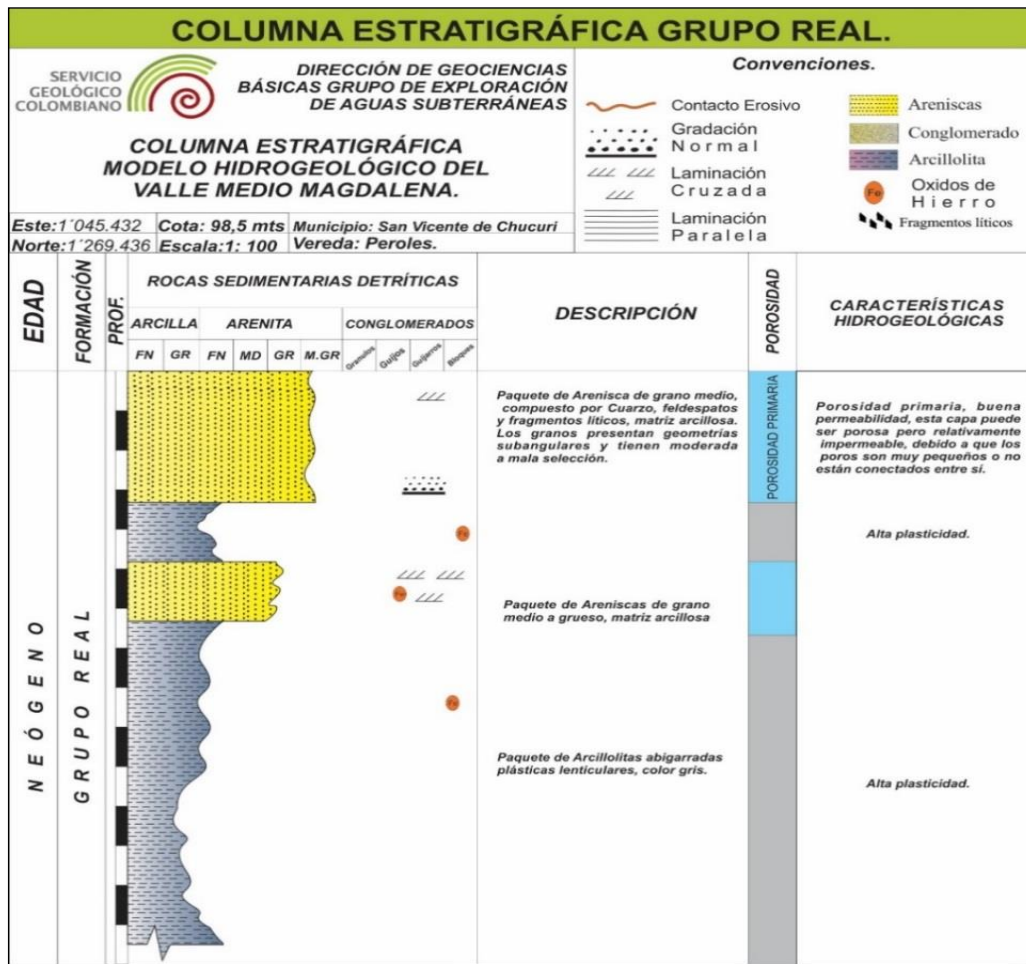 COLUMNA ESTRATIGRÁFICA GRUPO REAL.
SERVICIO
GEOLÓGICO
COLOMBIANO
DIRECCIÓN DE GEOCIENCIAS
BÁSICAS GRUPO DE EXPLORACIÓN
DE AGUAS SUBTERRÁNEAS
COLUMNA ESTRATIGRÁFICA
MODELO HIDROGEOLÓGICO DEL
VALLE MEDIO MAGDALENA.
Este:1´045.432 Cota: 98,5 mts Municipio: San Vicente de Chucuri
Norte:1´269.436 Escala:1: 100 Vereda: Peroles.
Convenciones.
Contacto Erosivo
Gradación
Normal
Laminación
Cruzada
Laminación
Paralela
Areniscas
Conglomerado
Arcillolita
Fe
Oxidos de
Hierro
Fragmentos líticos
EDAD
FORMACIÓN
PROF.
ROCAS SEDIMENTARIAS DETRÍTICAS
ARCILLA ARENITA CONGLOMERADOS
FN GR FN MD GR M.GR Granulos Guijos Guijarros Bloques
DESCRIPCIÓN
POROSIDAD
CARACTERÍSTICAS
HIDROGEOLÓGICAS
NEÓGENO
GRUPO REAL
Paquete de Arenisca de grano medio,
compuesto por Cuarzo, feldespatos
y fragmentos líticos, matriz arcillosa.
Los granos presentan geometrías
subangulares y tienen moderada
a mala selección.
POROSIDAD PRIMARIA
Porosidad primaria, buena
permeabilidad, esta capa puede
ser porosa pero relativamente
impermeable, debido a que los
poros son muy pequeños o no
están conectados entre sí.
Fe
Alta plasticidad.
Fe
Paquete de Areniscas de grano
medio a grueso, matriz arcillosa
Fe
Paquete de Arcillolitas abigarradas
plásticas lenticulares, color gris.
Alta plasticidad.